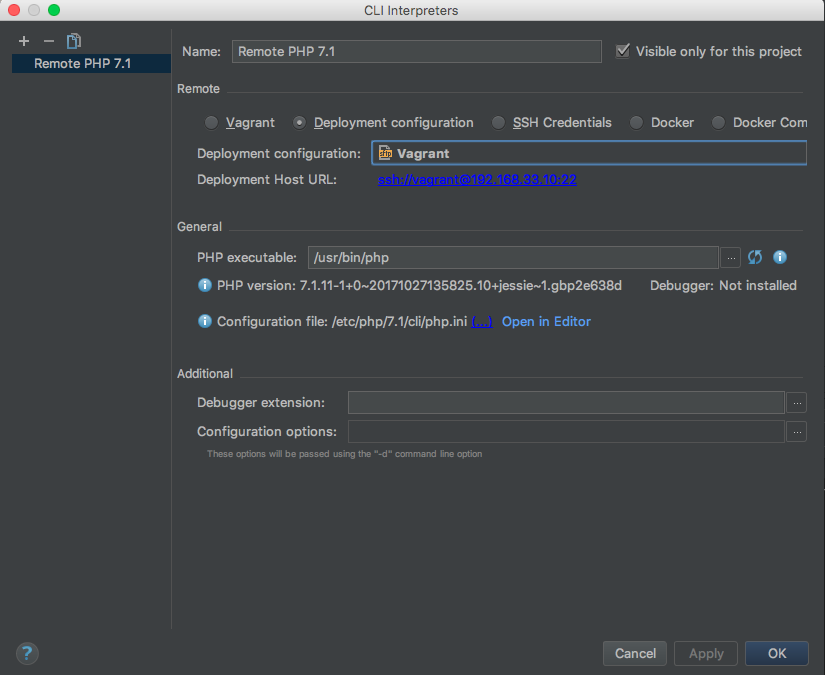 CLI Interpreters
Remote PHP 7.1
Name: Remote PHP 7.1 Visible only for this project
Remote
Vagrant Deployment configuration SSH Credentials Docker Docker Com
Deployment configuration: Vagrant
Deployment Host URL: ssh://vagrant@192.168.33.10:22
General
PHP executable: /usr/bin/php ...
PHP version: 7.1.11-1+0~20171027135825.10+jessie~1.gbp2e638d Debugger: Not installed
Configuration file: /etc/php/7.1/cli/php.ini (...) Open in Editor
Additional
Debugger extension: ...
Configuration options: ...
These options will be passed using the "-d" command line option
? Cancel Apply OK